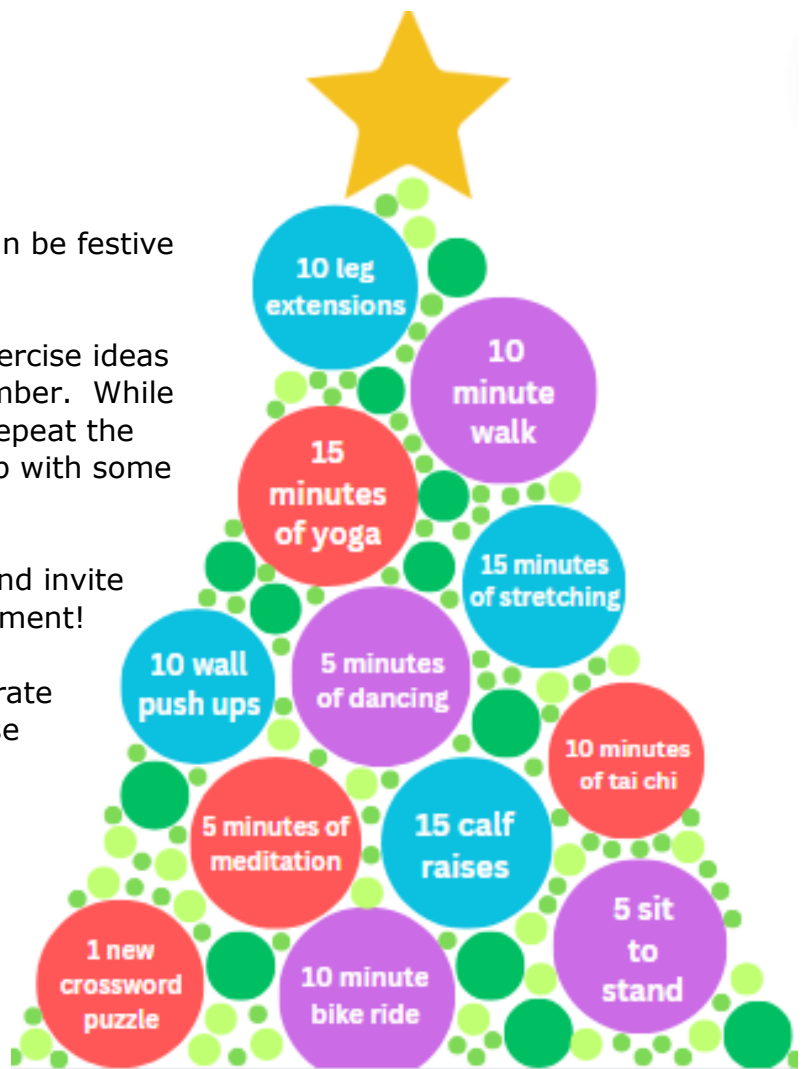 n be festive
ercise ideas
mber.  While
epeat the
with some
nd invite
ment!
rate
se
10 leg
extensions
10
minute
walk
15
minutes
of yoga
15 minutes
of stretching
10 wall
push ups
5 minutes
of dancing
10 minutes
of tai chi
5 minutes of
meditation
15 calf
raises
5 sit
to
stand
1 new
crossword
puzzle
10 minute
bike ride